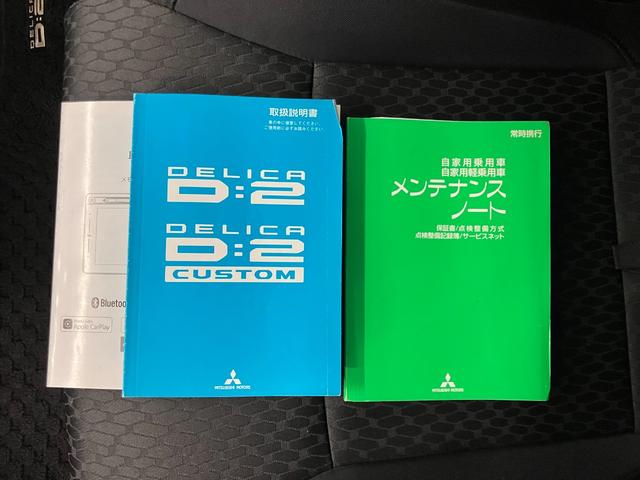 DELICA
D:2
Bluetooth
Apple CarPlay
取扱説明書
車の中に保管してください。
ご使用前に必ずお読みください。
DELICA
D:2
DELICA
D:2
CUSTOM
MITSUBISHI MOTORS
常時携行
自家用乗用車
自家用軽乗用車
メンテナンス
ノート
保証書/点検整備方式
点検整備記録簿/サービスネット
MITSUBISHI MOTORS